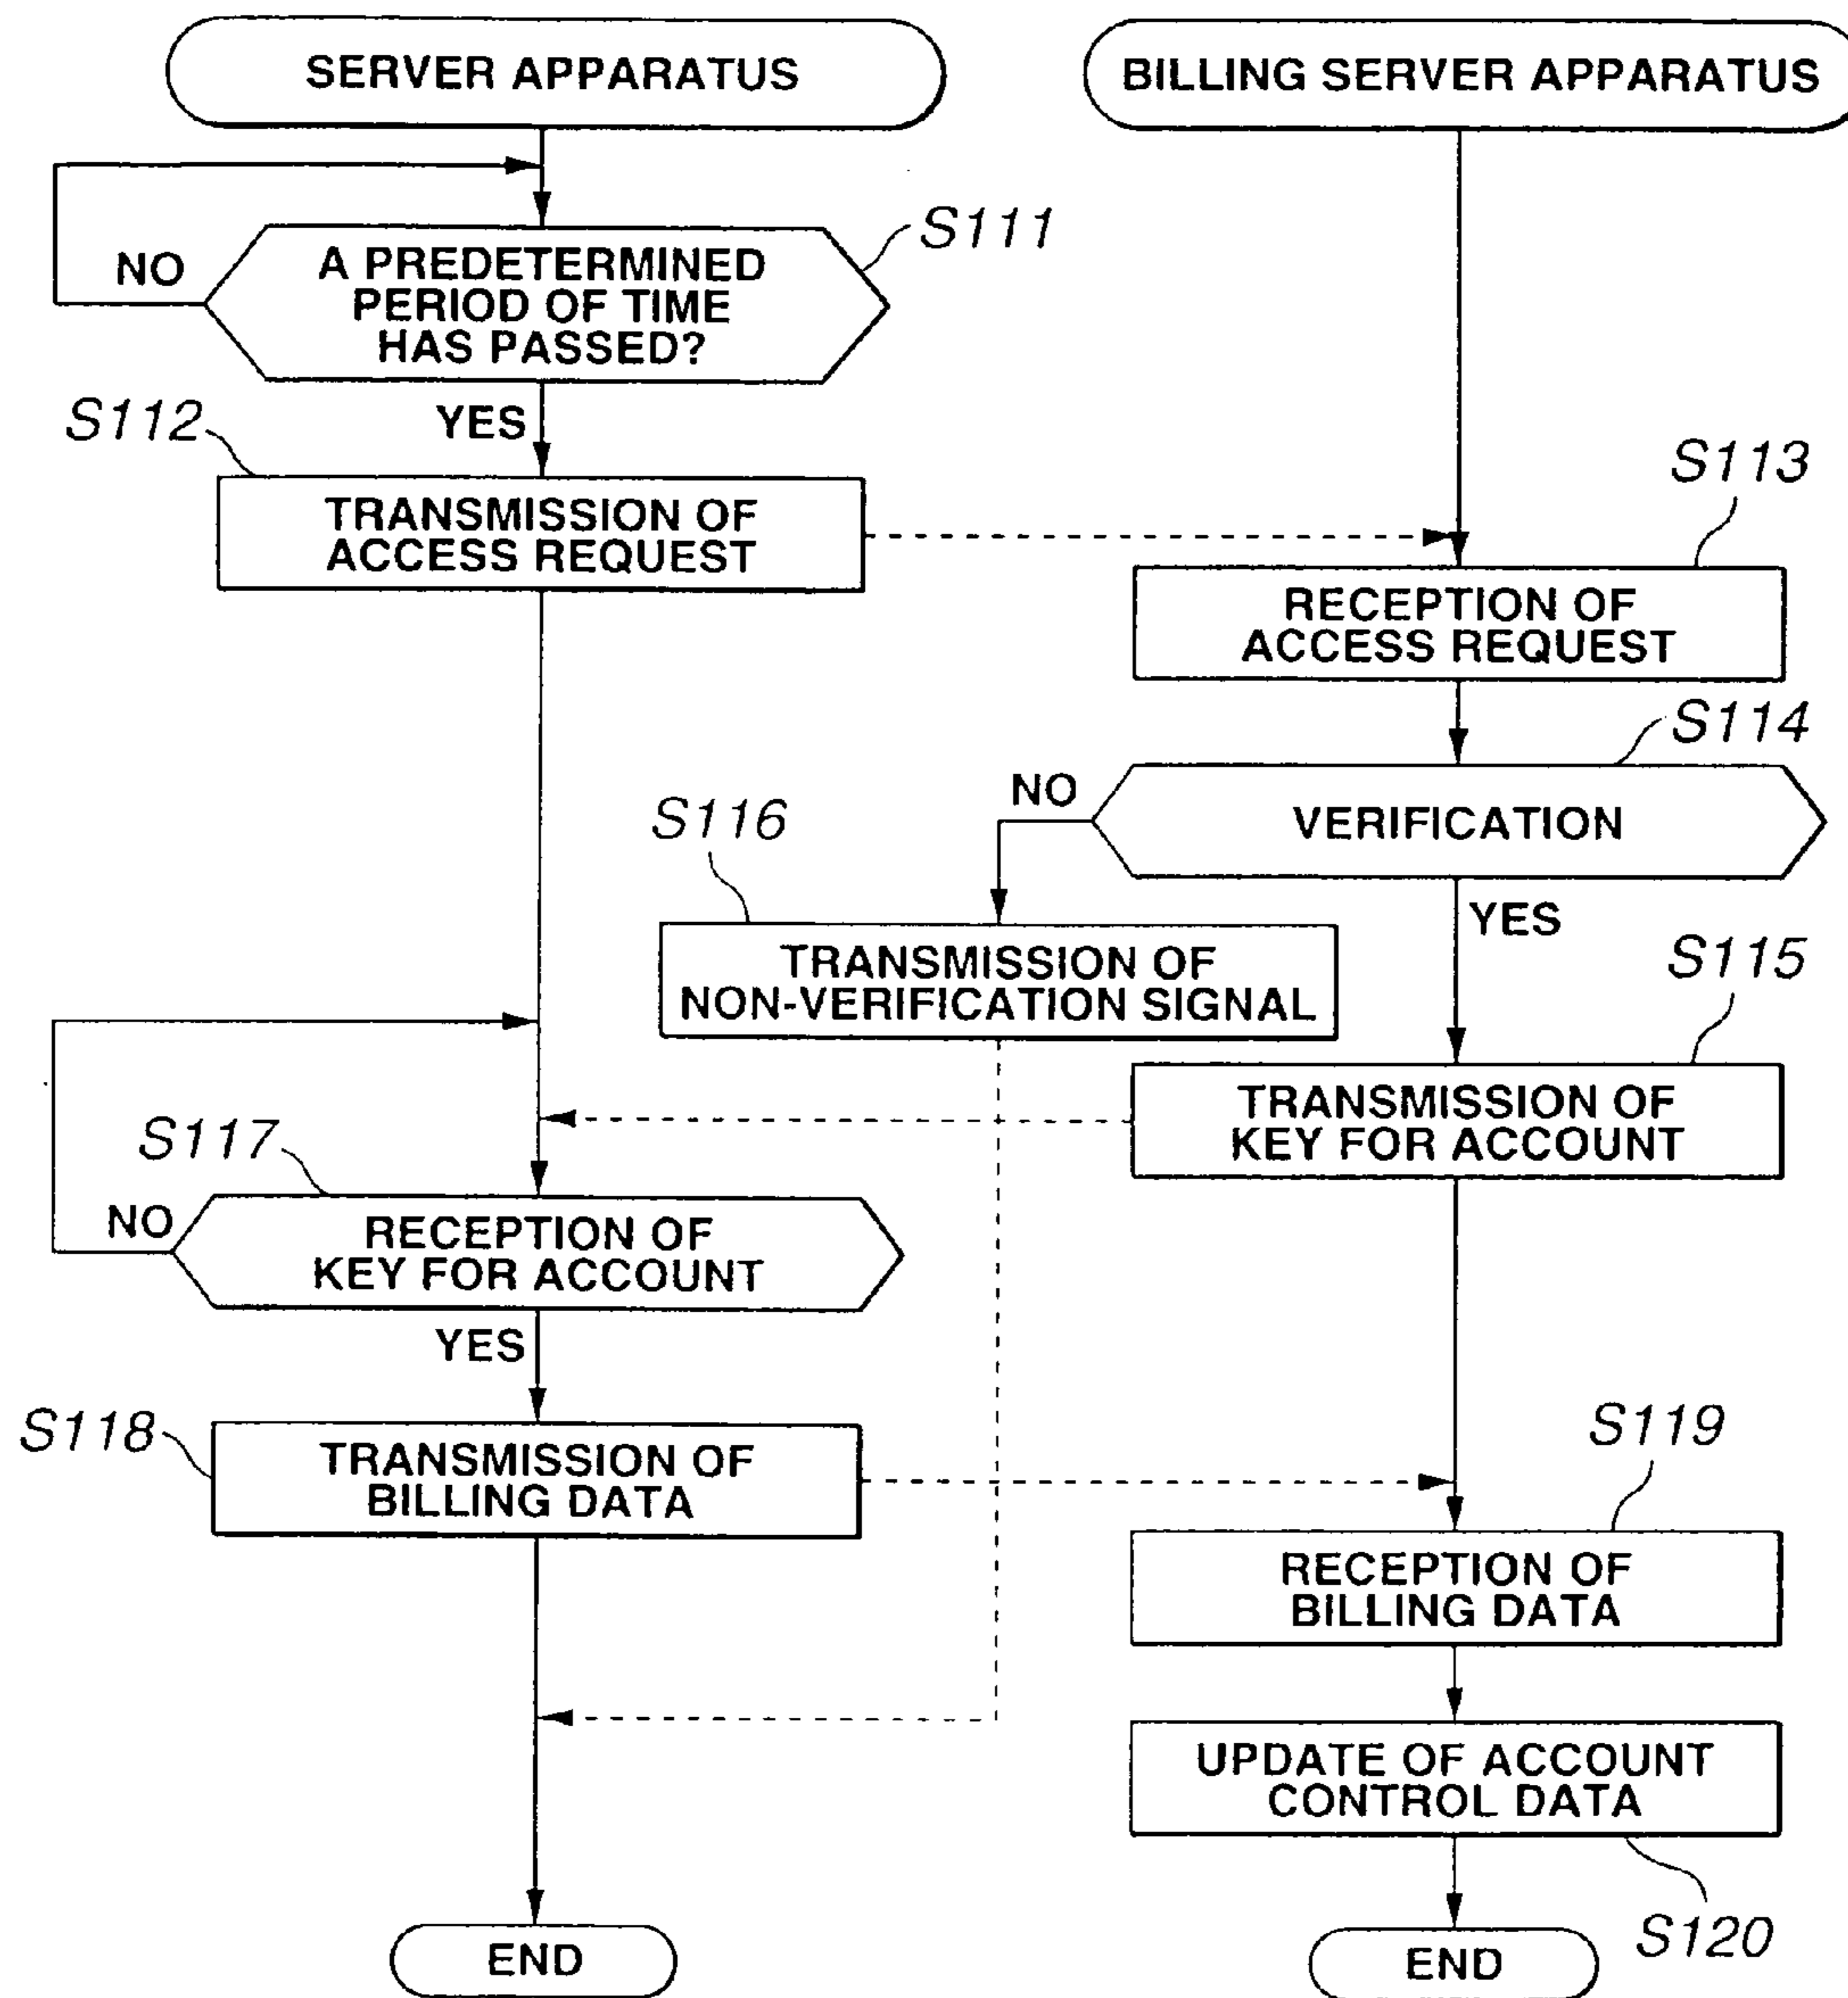 SERVER APPARATUS
BILLING SERVER APPARATUS
S111
NO
A PREDETERMINED
PERIOD OF TIME
HAS PASSED?
S112
YES
TRANSMISSION OF
ACCESS REQUEST
S113
RECEPTION OF
ACCESS REQUEST
S114
NO
VERIFICATION
S116
YES
TRANSMISSION OF
NON-VERIFICATION SIGNAL
S115
TRANSMISSION OF
KEY FOR ACCOUNT
S117
NO
RECEPTION OF
KEY FOR ACCOUNT
YES
S118
TRANSMISSION OF
BILLING DATA
S119
RECEPTION OF
BILLING DATA
UPDATE OF ACCOUNT
CONTROL DATA
S120
END
END